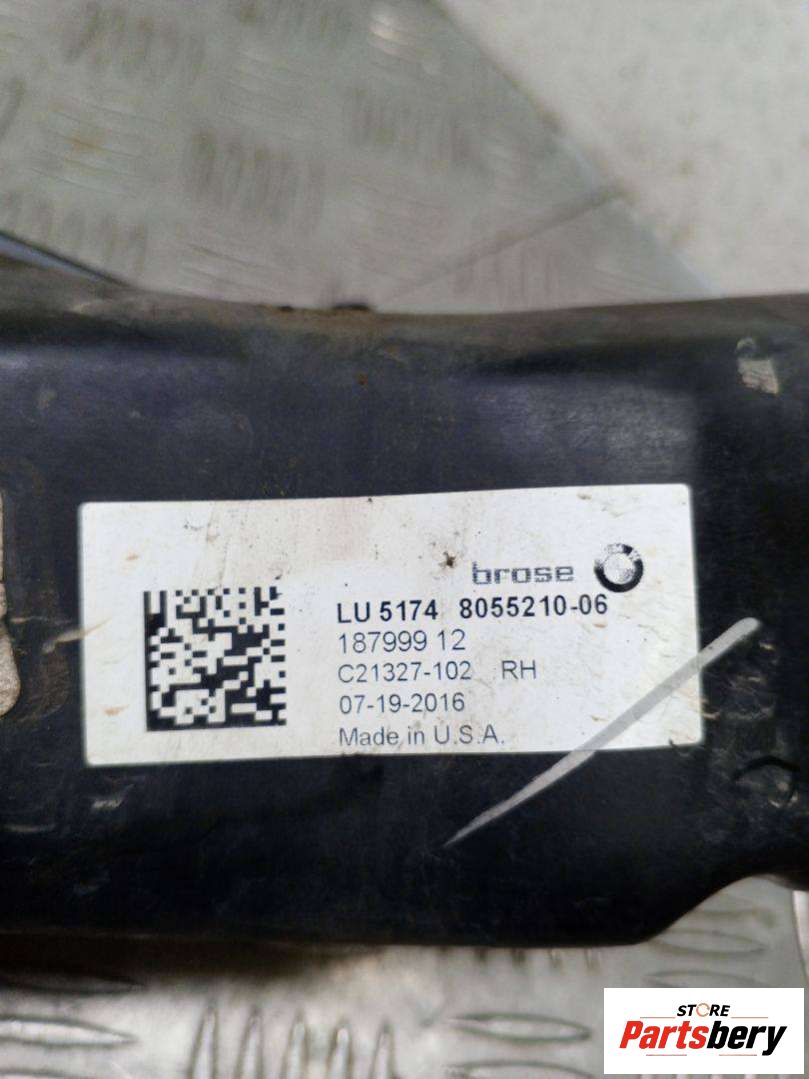 brose
LU 5174 8055210-06
187999 12
C21327-102 RH
07-19-2016
Made in U.S.A.
STORE
Partsbery